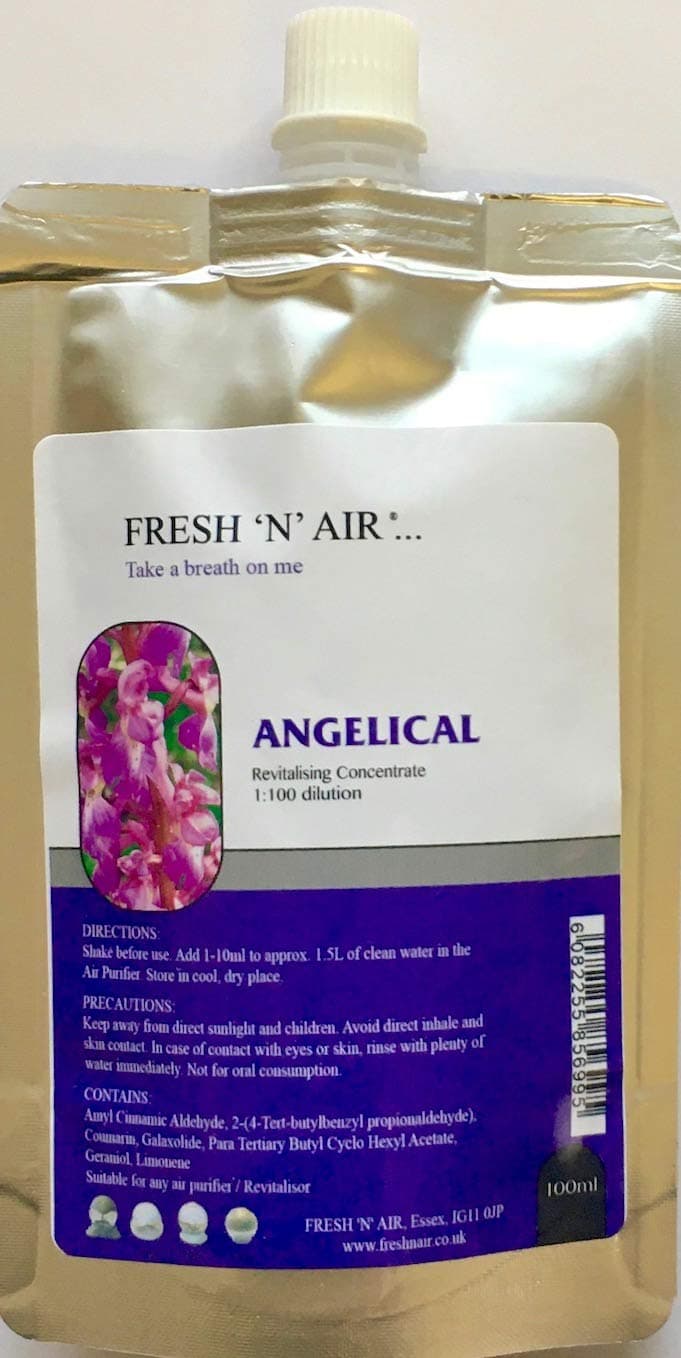 FRESH ‘N’ AIR ®...
Take a breath on me
ANGELICAL
Revitalising Concentrate
1:100 dilution
DIRECTIONS:
Shake before use. Add 1-10ml to approx. 1.5L of clean water in the
Air Purifier. Store in cool, dry place.
PRECAUTIONS:
Keep away from direct sunlight and children. Avoid direct inhale and
skin contact. In case of contact with eyes or skin, rinse with plenty of
water immediately. Not for oral consumption.
CONTAINS:
Amyl Cinnamic Aldehyde, 2-(4-Tert-butylbenzyl propionaldehyde),
Coumarin, Galaxolide, Para Tertiary Butyl Cyclo Hexyl Acetate,
Geraniol, Limonene
Suitable for any air purifier / Revitalisor
FRESH 'N' AIR, Essex, IG11 0JP
www.freshnair.co.uk
6 082255 856995
100ml